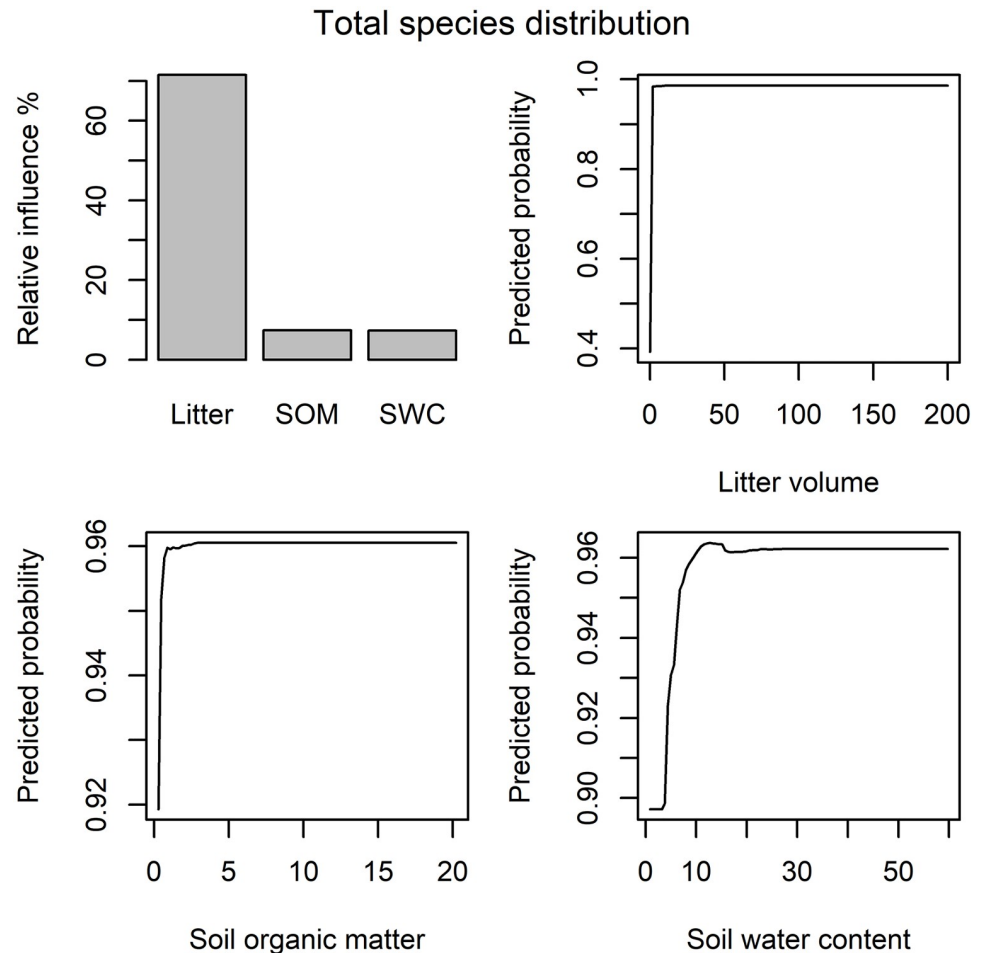 Total species distribution
Relative influence %
60
40
20
0
Litter SOM SWC
Predicted probability
1.0
0.8
0.6
0.4
0 50 100 150 200
Litter volume
Predicted probability
0.96
0.94
0.92
0 5 10 15 20
Soil organic matter
Predicted probability
0.96
0.94
0.92
0.90
0 10 30 50
Soil water content